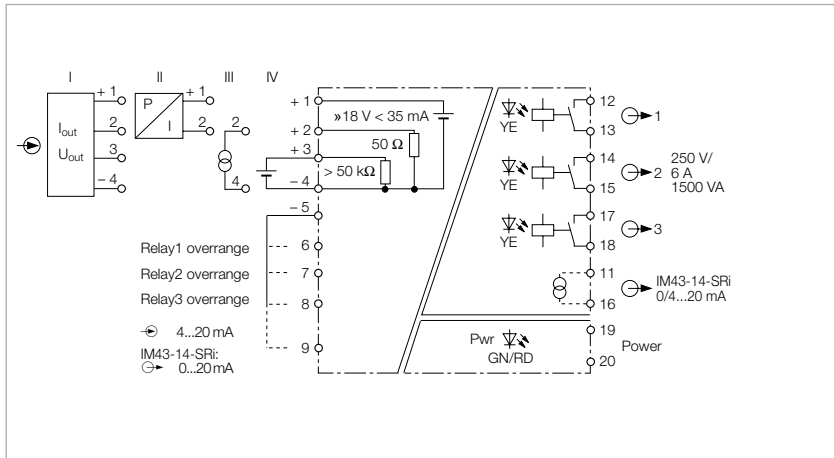 I II III IV
+ 1
2
3
– 4
I out
U out
P
I
+ 1
2
2
4
+ 1
+ 2
+ 3
– 4
– 5
6
7
8
9
»18 V < 35 mA
50 Ω
> 50 kΩ
Relay1 overrange
Relay2 overrange
Relay3 overrange
4...20 mA
IM43-14-SRi:
0...20 mA
YE
12
13
1
YE
14
15
2
250 V/
6 A
1500 VA
YE
17
18
3
11
16
IM43-14-SRi
0/4...20 mA
Pwr
GN/RD
19
20
Power